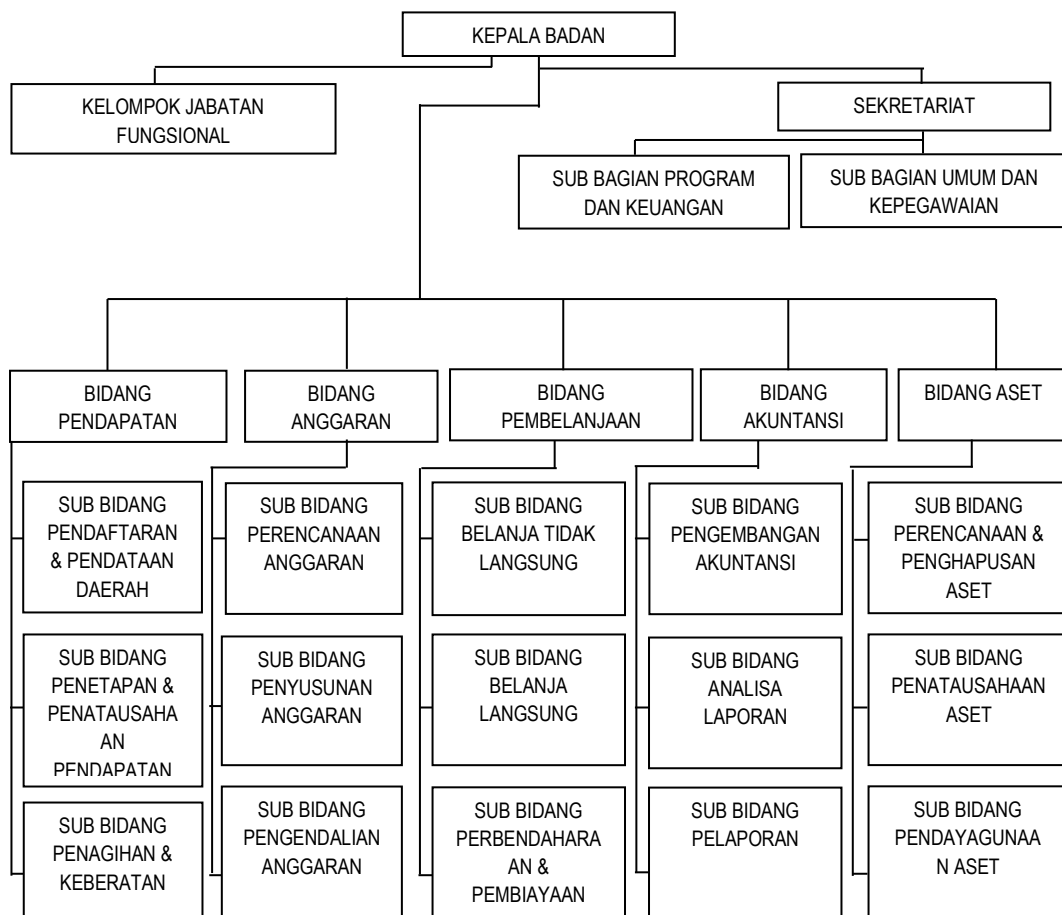 KEPALA BADAN
KELOMPOK JABATAN
FUNGSIONAL
SEKRETARIAT
SUB BAGIAN PROGRAM
DAN KEUANGAN
SUB BAGIAN UMUM DAN
KEPEGAWAIAN
BIDANG
PENDAPATAN
BIDANG
ANGGARAN
BIDANG
PEMBELANJAAN
BIDANG
AKUNTANSI
BIDANG ASET
SUB BIDANG
PENDAFTARAN
& PENDATAAN
DAERAH
SUB BIDANG
PERENCANAAN
ANGGARAN
SUB BIDANG
BELANJA TIDAK
LANGSUNG
SUB BIDANG
PENGEMBANGAN
AKUNTANSI
SUB BIDANG
PERENCANAAN &
PENGHAPUSAN
ASET
SUB BIDANG
PENETAPAN &
PENATAUSAHA
AN
PENDAPATAN
SUB BIDANG
PENYUSUNAN
ANGGARAN
SUB BIDANG
BELANJA
LANGSUNG
SUB BIDANG
ANALISA
LAPORAN
SUB BIDANG
PENATAUSAHAAN
ASET
SUB BIDANG
PENAGIHAN &
KEBERATAN
SUB BIDANG
PENGENDALIAN
ANGGARAN
SUB BIDANG
PERBENDAHARA
AN &
PEMBIAYAAN
SUB BIDANG
PELAPORAN
SUB BIDANG
PENDAYAGUNAA
N ASET